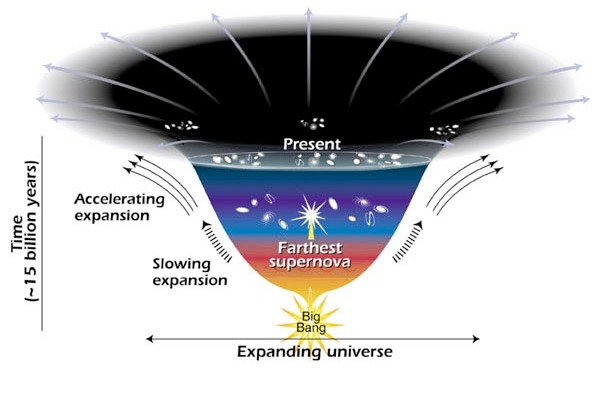 Present
Time
(~15 billion years)
Accelerating
expansion
Farthest
supernova
Slowing
expansion
Big
Bang
Expanding universe